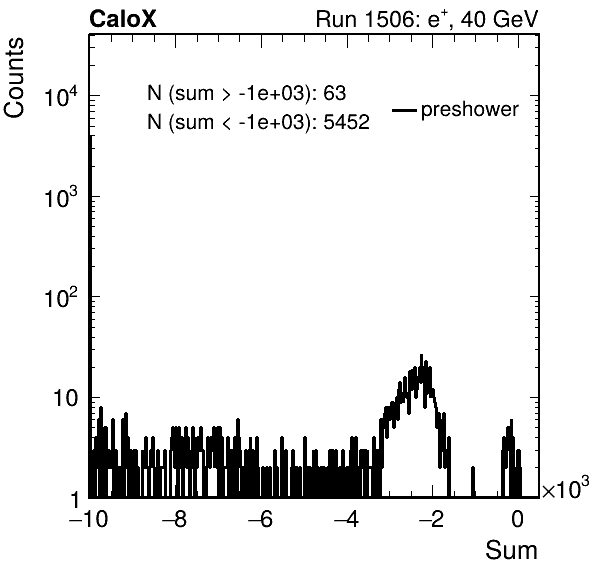 CaloX Run 1506: e⁺, 40 GeV
Counts
N (sum > -1e+03): 63
N (sum < -1e+03): 5452
preshower
10⁴
10³
10²
10
1
−10 −8 −6 −4 −2 0 ×10³
Sum